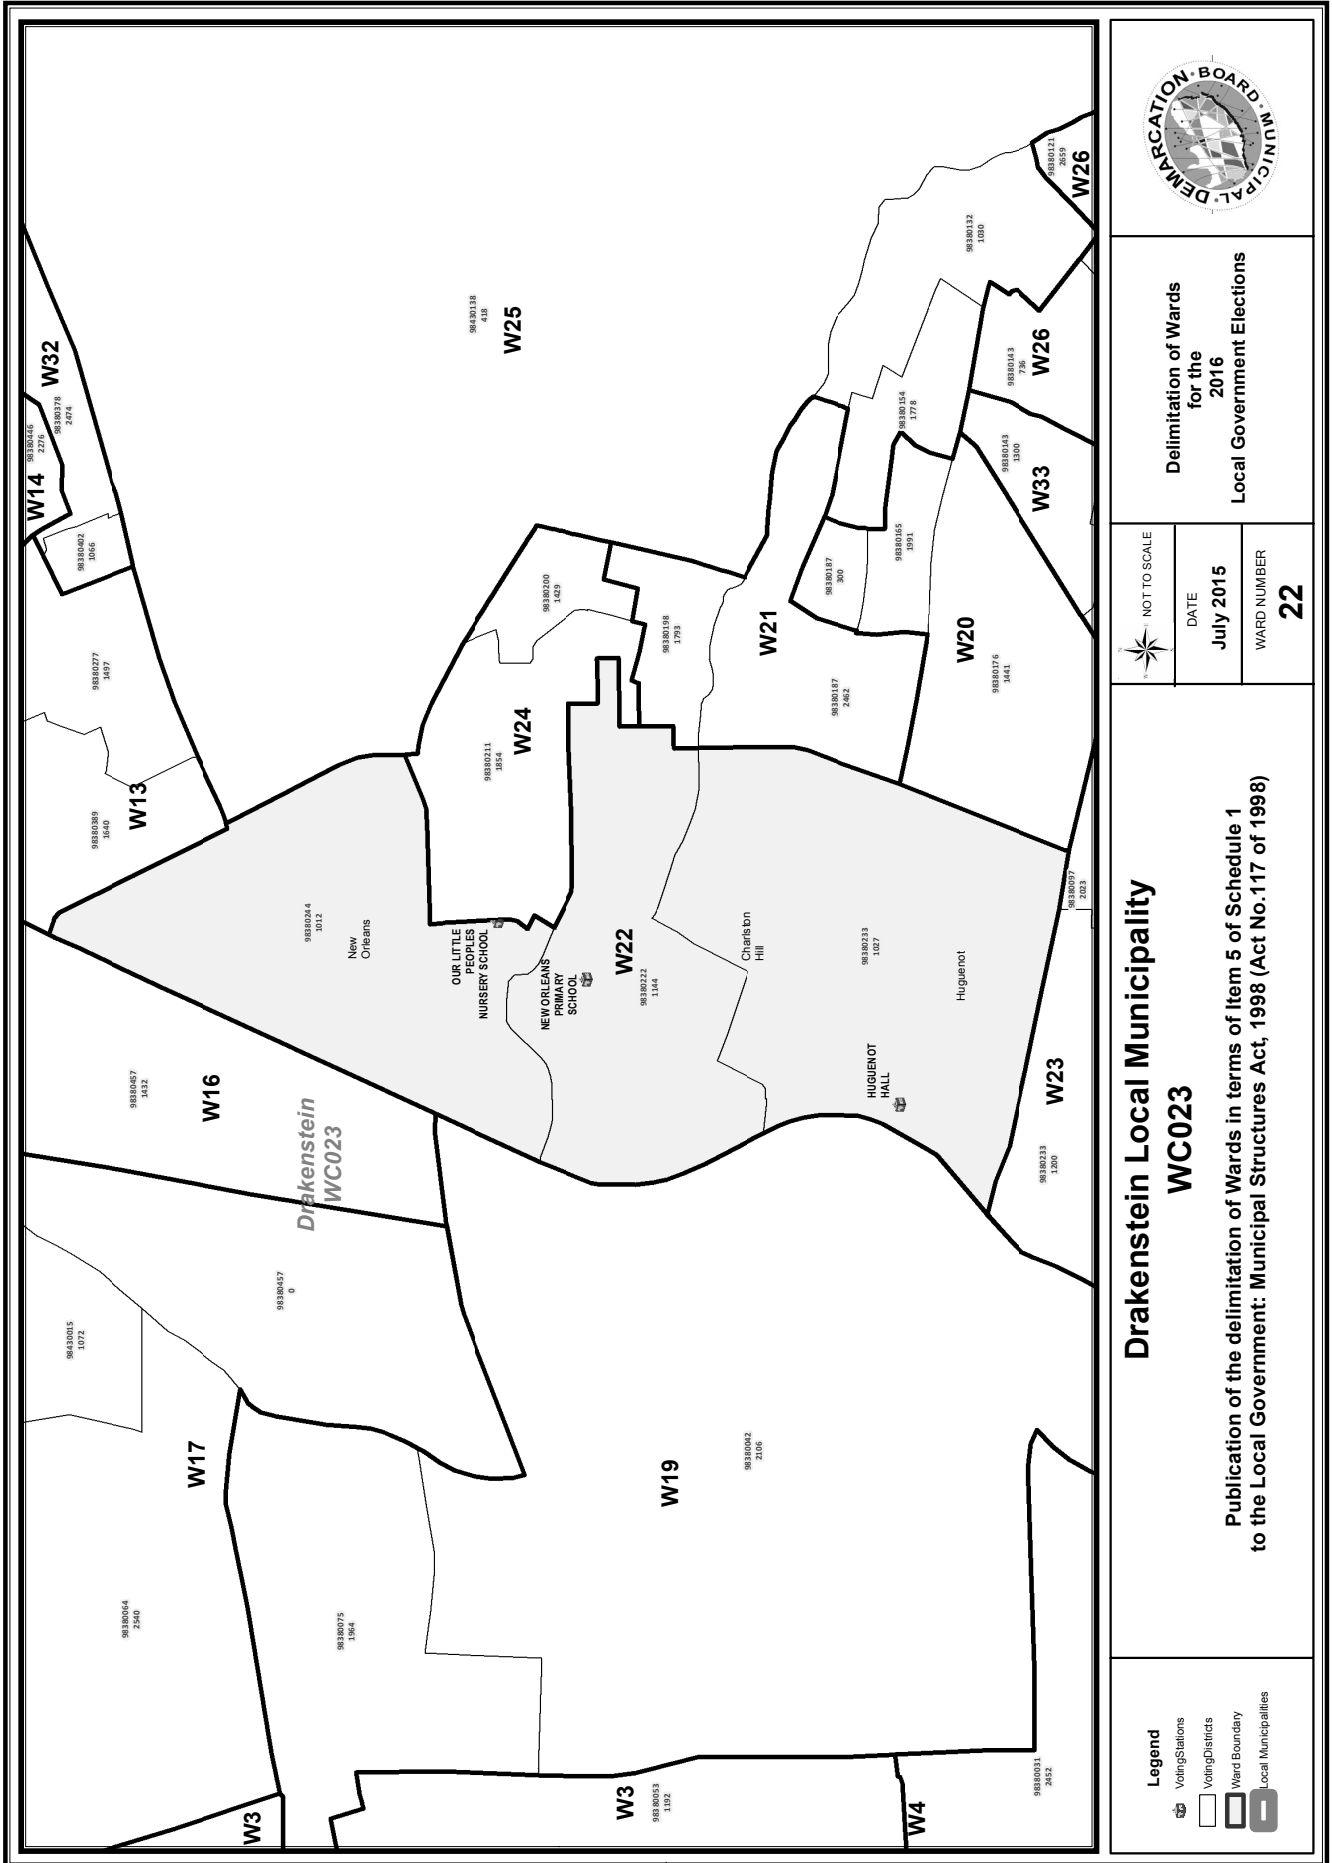 W3
W17
98380064
2540
98430015
1072
98380457
0
98380075
1964
W3
98380053
1192
W4
98380031
2452
W19
98380042
2106
W16
98380457
1432
Drakenstein
WC023
W13
98380389
1640
98380277
1497
98380402
1066
W14
98380446
2276
98380378
2474
W32
98430138
418
W25
98380244
1012
New
Orleans
OUR LITTLE
PEOPLES
NURSERY SCHOOL
NEW ORLEANS
PRIMARY
SCHOOL
W22
98380222
1144
98380211
1854
W24
98380200
1429
98380198
1793
Charlston
Hill
98380233
1027
Huguenot
HUGUENOT
HALL
W23
98380233
1200
98380097
2023
W21
98380187
2462
98380187
300
98380165
1991
W20
98380176
1441
98380154
1778
98380143
1300
W33
98380143
736
W26
98380132
1030
98380121
2659
W26
Legend
VotingStations
VotingDistricts
Ward Boundary
Local Municipalities
Drakenstein Local Municipality
WC023
Publication of the delimitation of Wards in terms of Item 5 of Schedule 1
to the Local Government: Municipal Structures Act, 1998 (Act No.117 of 1998)
NOT TO SCALE
DATE
July 2015
WARD NUMBER
22
Delimitation of Wards
for the
2016
Local Government Elections
MUNICIPAL • DEMARCATION • BOARD •